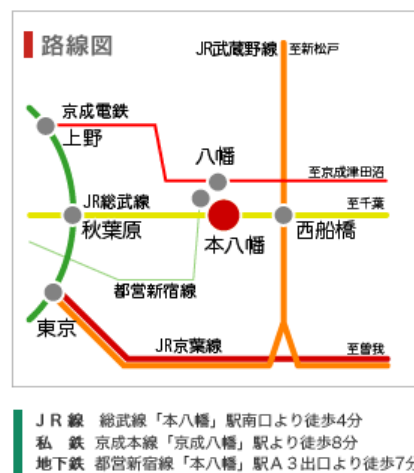 路線図
JR武蔵野線
至新松戸
京成電鉄
上野
八幡
至京成津田沼
JR総武線
至千葉
秋葉原
本八幡
西船橋
都営新宿線
東京
JR京葉線
至曽我
JR線 総武線「本八幡」駅南口より徒歩4分
私 鉄 京成本線「京成八幡」駅より徒歩8分
地下鉄 都営新宿線「本八幡」駅A3出口より徒歩7分